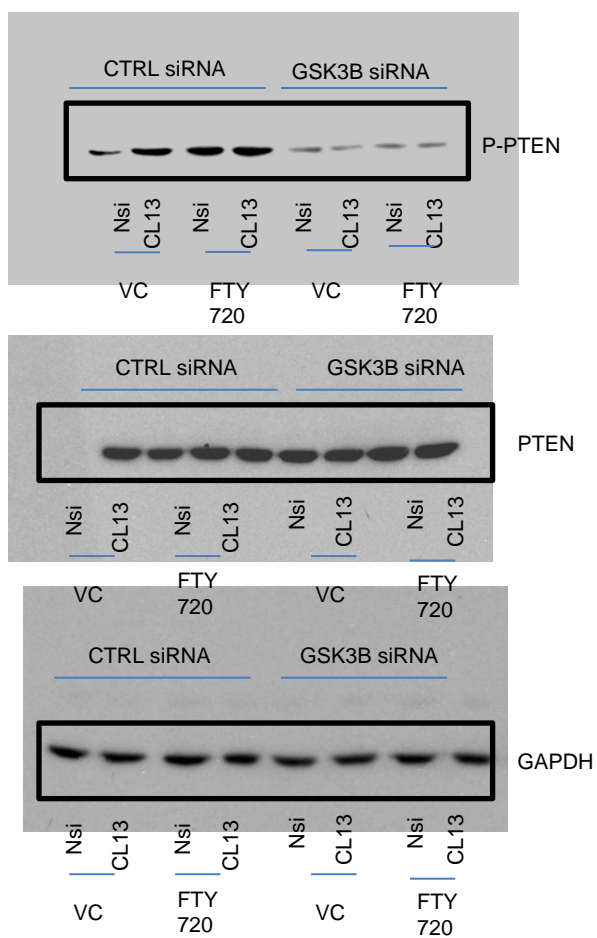 CTRL siRNA GSK3B siRNA
P-PTEN
Nsi CL13 Nsi CL13 Nsi CL13 Nsi CL13
VC FTY 720 VC FTY 720
CTRL siRNA GSK3B siRNA
PTEN
Nsi CL13 Nsi CL13 Nsi CL13 Nsi CL13
VC FTY 720 VC FTY 720
CTRL siRNA GSK3B siRNA
GAPDH
Nsi CL13 Nsi CL13 Nsi CL13 Nsi CL13
VC FTY 720 VC FTY 720